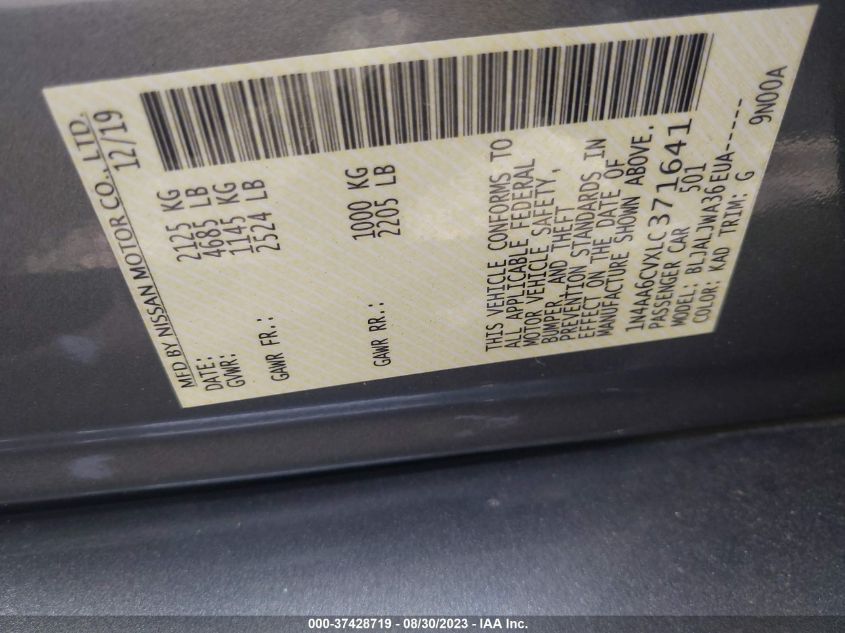 MFD BY NISSAN MOTOR CO., LTD.
DATE: 12/19
GVWR: 2125 KG
4685 LB
GAWR FR.: 1145 KG
2524 LB
GAWR RR.: 1000 KG
2205 LB
THIS VEHICLE CONFORMS TO
ALL APPLICABLE FEDERAL
MOTOR VEHICLE SAFETY,
BUMPER, AND THEFT
PREVENTION STANDARDS IN
EFFECT ON THE DATE OF
MANUFACTURE SHOWN ABOVE.
1N4AA6CVXLC371641
PASSENGER CAR 501
MODEL: BLJALJWA36EUA------
COLOR: KAD TRIM: G 9N00A
000-37428719 - 08/30/2023 - IAA Inc.